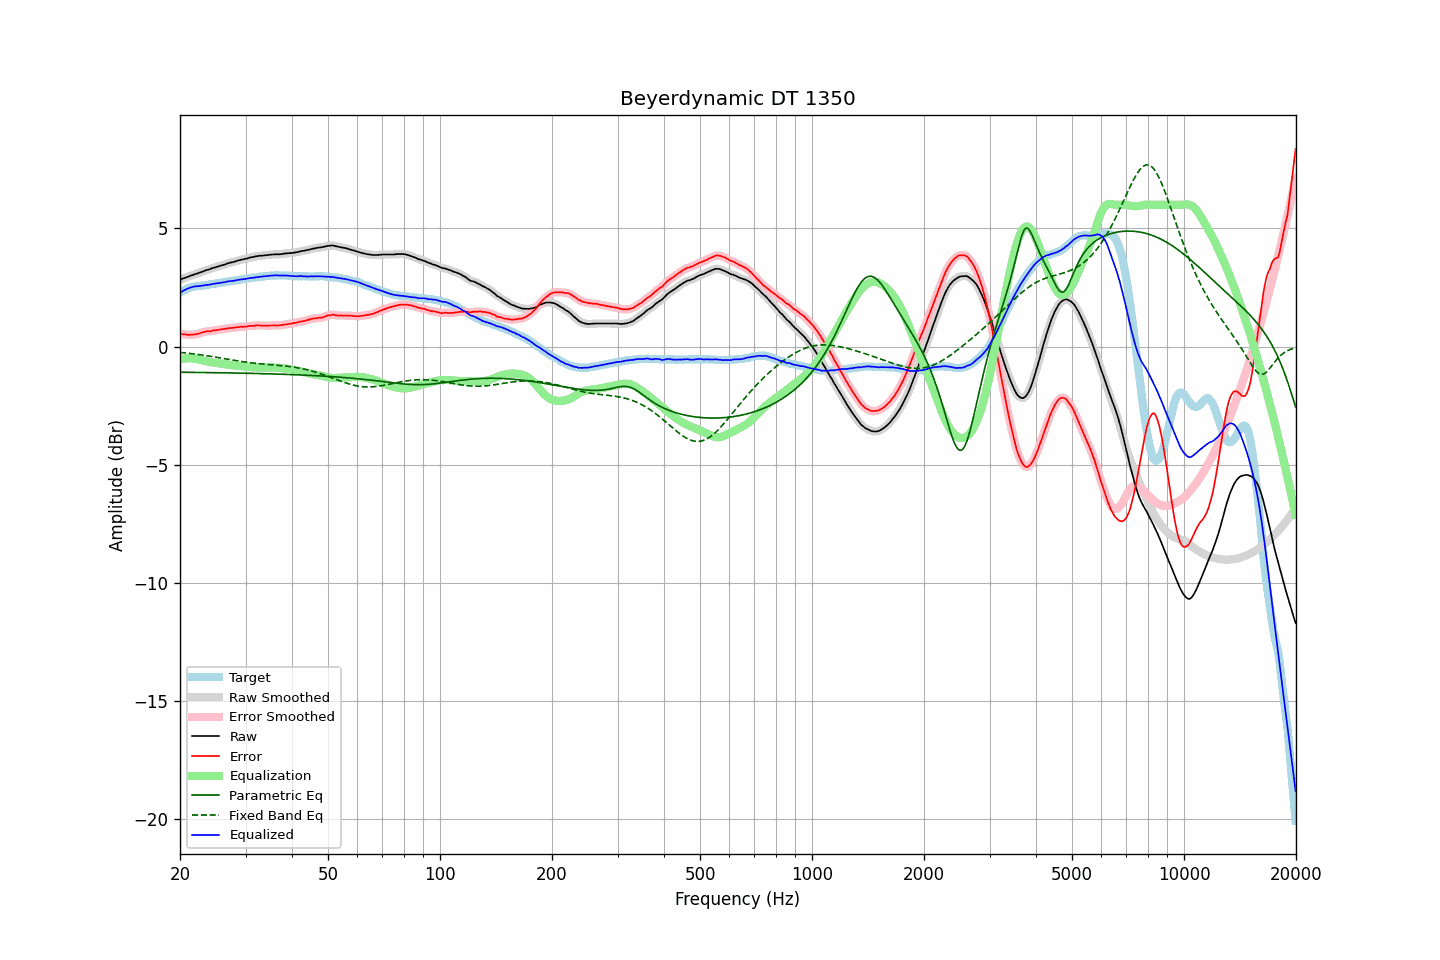 Beyerdynamic DT 1350
5
0
−5
−10
−15
−20
Amplitude (dBr)
Target
Raw Smoothed
Error Smoothed
Raw
Error
Equalization
Parametric Eq
Fixed Band Eq
Equalized
20 50 100 200 500 1000 2000 5000 10000 20000
Frequency (Hz)